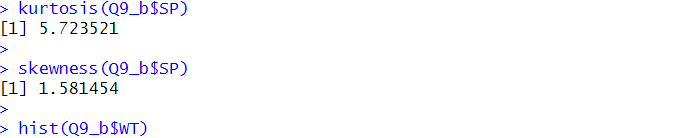 > kurtosis(Q9_b$SP)
[1] 5.723521
>
> skewness(Q9_b$SP)
[1] 1.581454
>
> hist(Q9_b$WT)